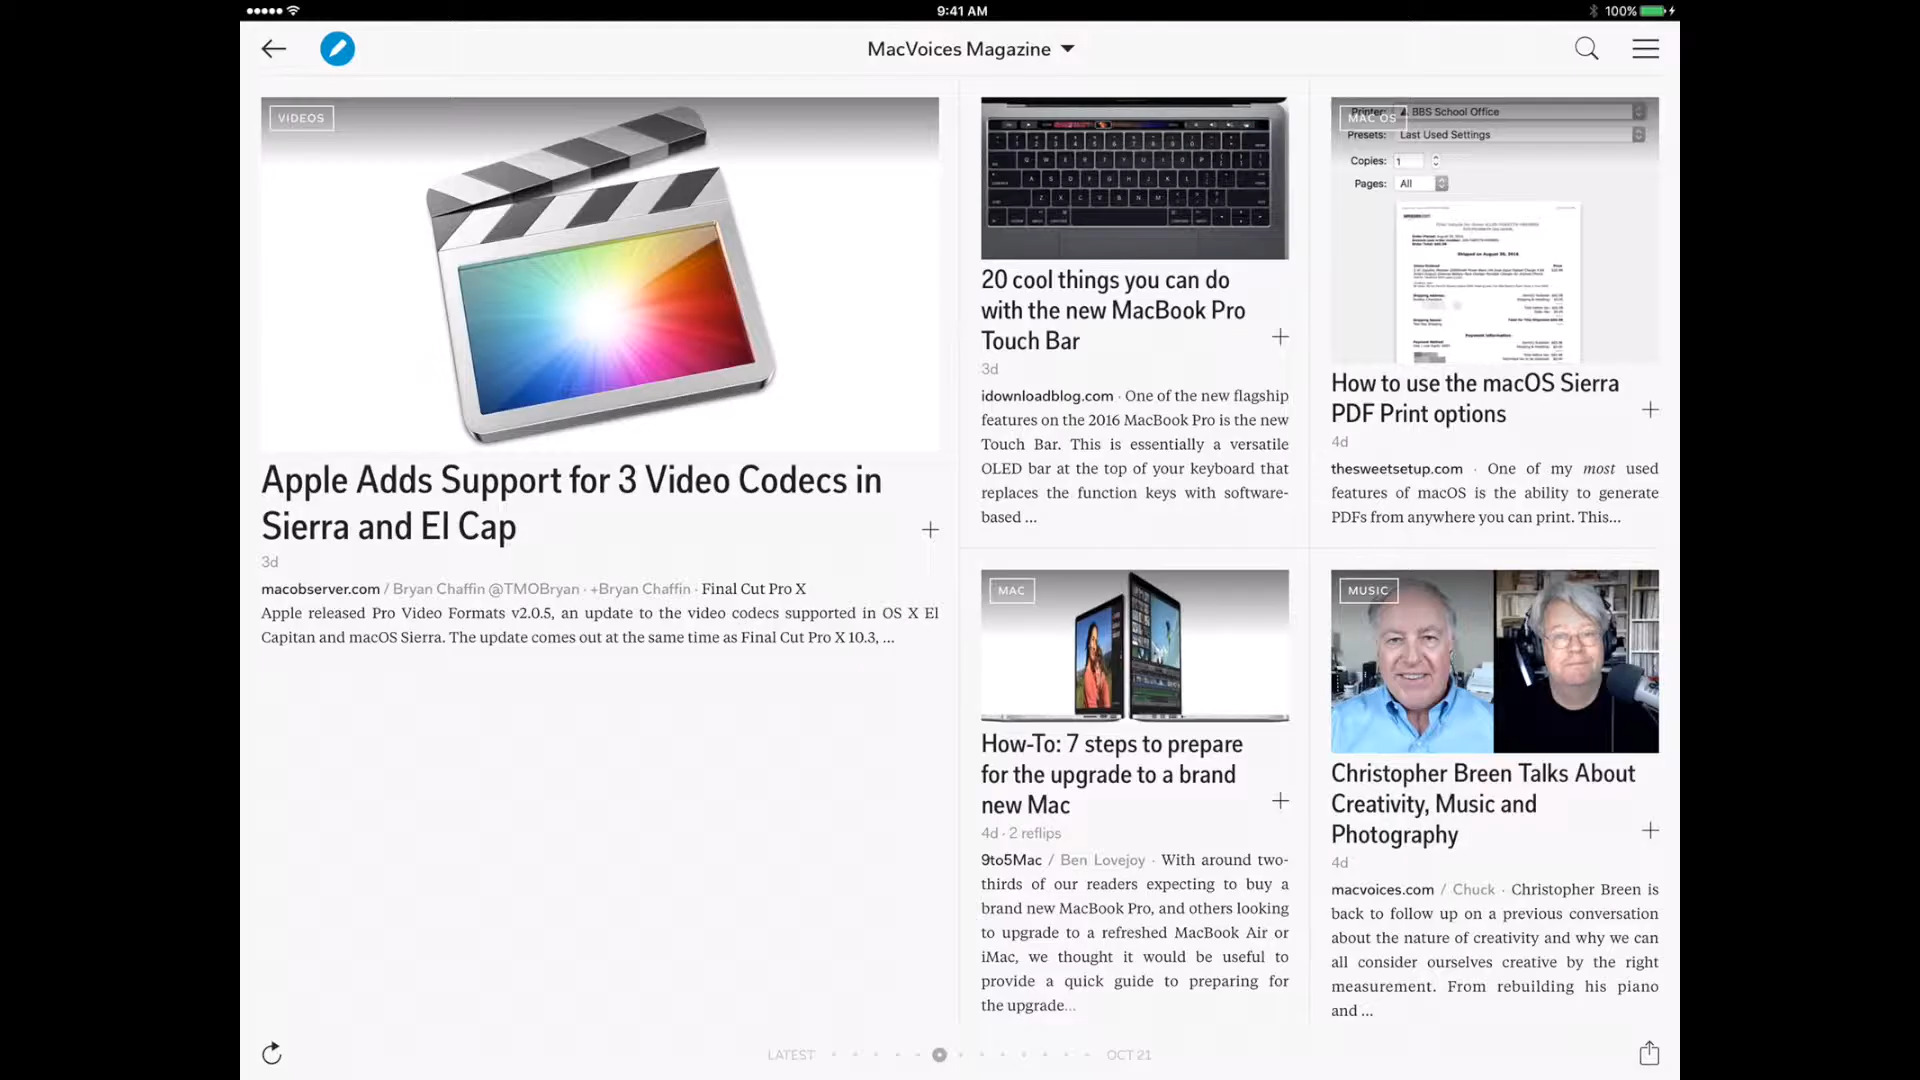 9:41 AM
100%
MacVoices Magazine
VIDEOS
Apple Adds Support for 3 Video Codecs in
Sierra and El Cap
3d
macobserver.com / Bryan Chaffin @TMOBryan · +Bryan Chaffin · Final Cut Pro X
Apple released Pro Video Formats v2.0.5, an update to the video codecs supported in OS X El
Capitan and macOS Sierra. The update comes out at the same time as Final Cut Pro X 10.3, ...
20 cool things you can do
with the new MacBook Pro
Touch Bar
3d
idownloadblog.com · One of the new flagship
features on the 2016 MacBook Pro is the new
Touch Bar. This is essentially a versatile
OLED bar at the top of your keyboard that
replaces the function keys with software-
based ...
MAC OS
Printer: BBS School Office
Presets: Last Used Settings
Copies: 1
Pages: All
Shipped on August 30, 2016
How to use the macOS Sierra
PDF Print options
4d
thesweetsetup.com · One of my most used
features of macOS is the ability to generate
PDFs from anywhere you can print. This...
MAC
How-To: 7 steps to prepare
for the upgrade to a brand
new Mac
4d · 2 reflips
9to5Mac / Ben Lovejoy · With around two-
thirds of our readers expecting to buy a
brand new MacBook Pro, and others looking
to upgrade to a refreshed MacBook Air or
iMac, we thought it would be useful to
provide a quick guide to preparing for
the upgrade...
MUSIC
Christopher Breen Talks About
Creativity, Music and
Photography
4d
macvoices.com / Chuck · Christopher Breen is
back to follow up on a previous conversation
about the nature of creativity and why we can
all consider ourselves creative by the right
measurement. From rebuilding his piano
and ...
LATEST
OCT 21